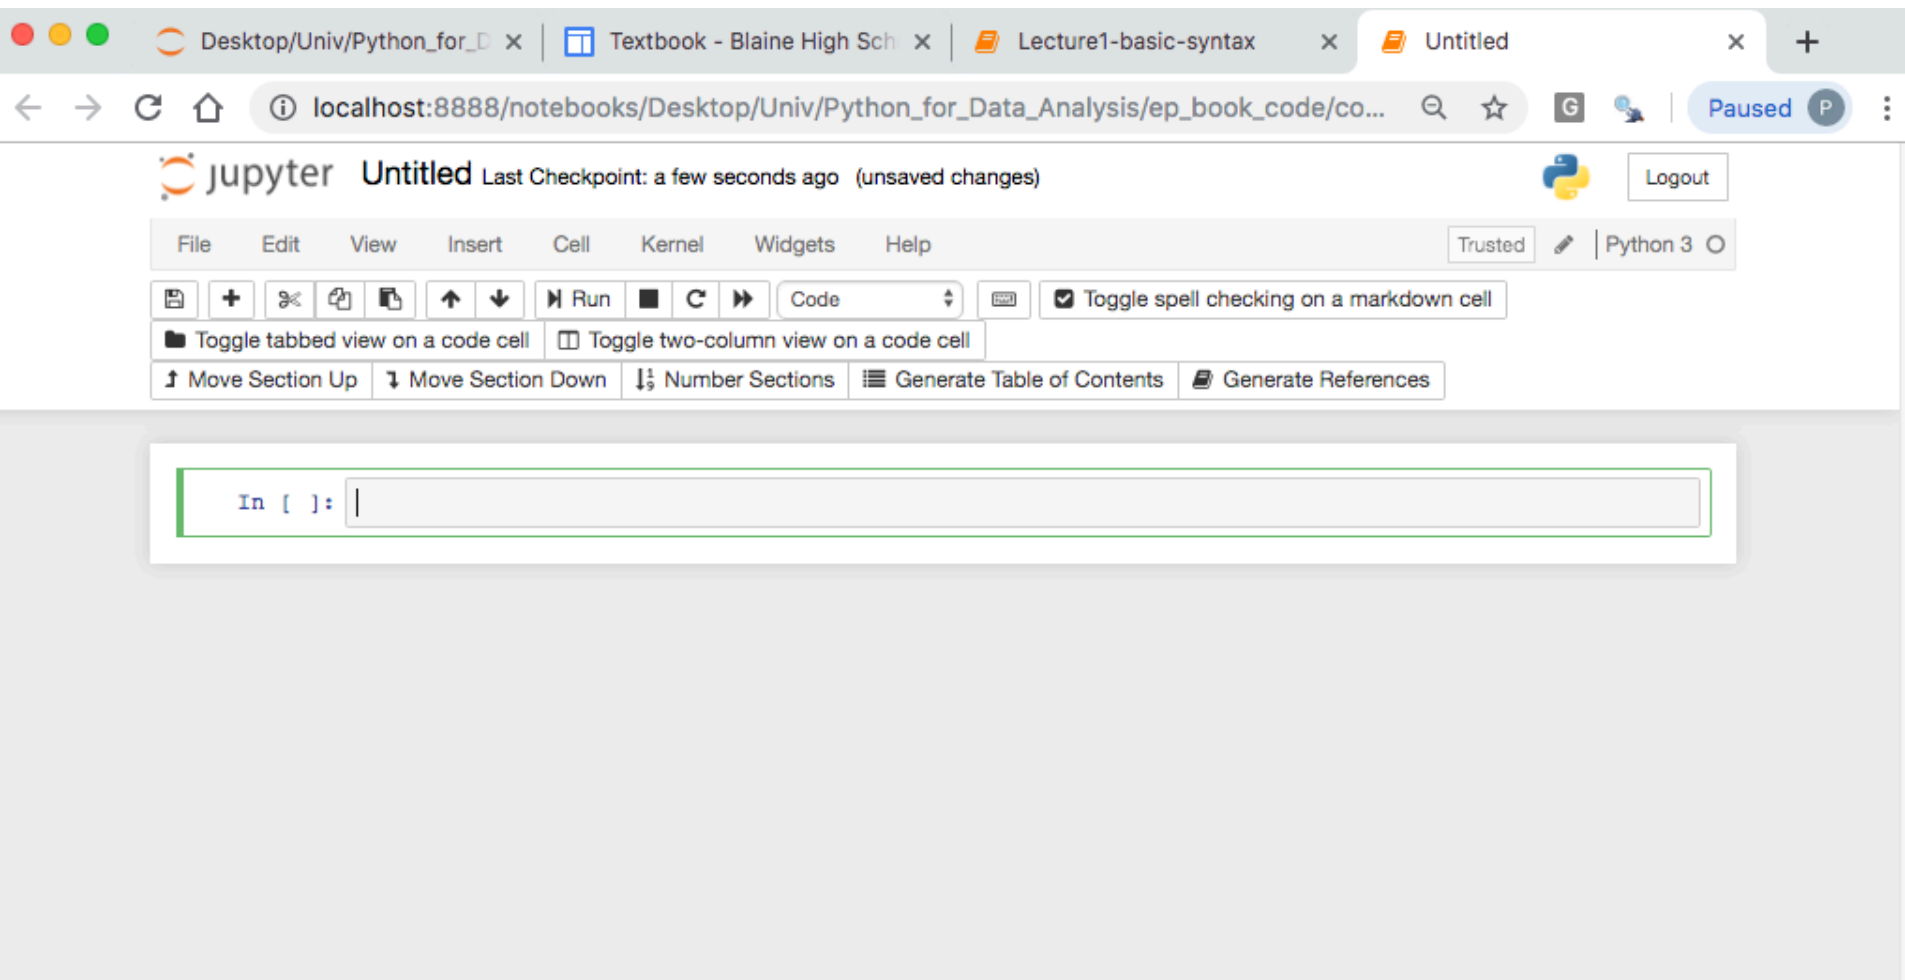 Desktop/Univ/Python_for_D Textbook - Blaine High Sch Lecture1-basic-syntax Untitled
localhost:8888/notebooks/Desktop/Univ/Python_for_Data_Analysis/ep_book_code/co... G Paused P
jupyter Untitled Last Checkpoint: a few seconds ago (unsaved changes) Logout
File Edit View Insert Cell Kernel Widgets Help Trusted Python 3
Run Code Toggle spell checking on a markdown cell
Toggle tabbed view on a code cell Toggle two-column view on a code cell
Move Section Up Move Section Down Number Sections Generate Table of Contents Generate References
In [ ]: